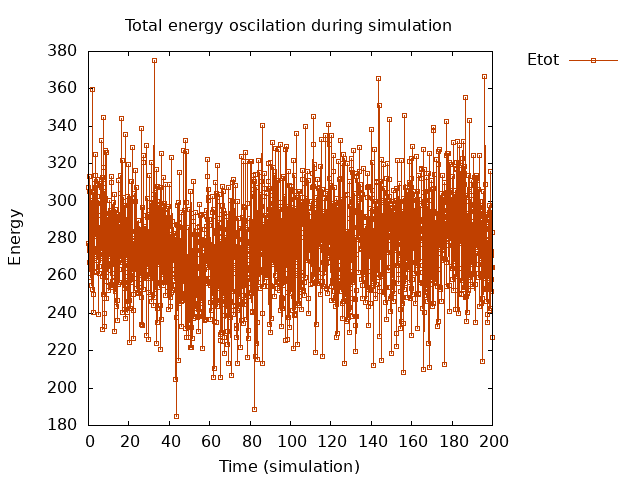 Total energy oscilation during simulation
Etot
380
360
340
320
300
280
260
240
220
200
180
0 20 40 60 80 100 120 140 160 180 200
Energy
Time (simulation)